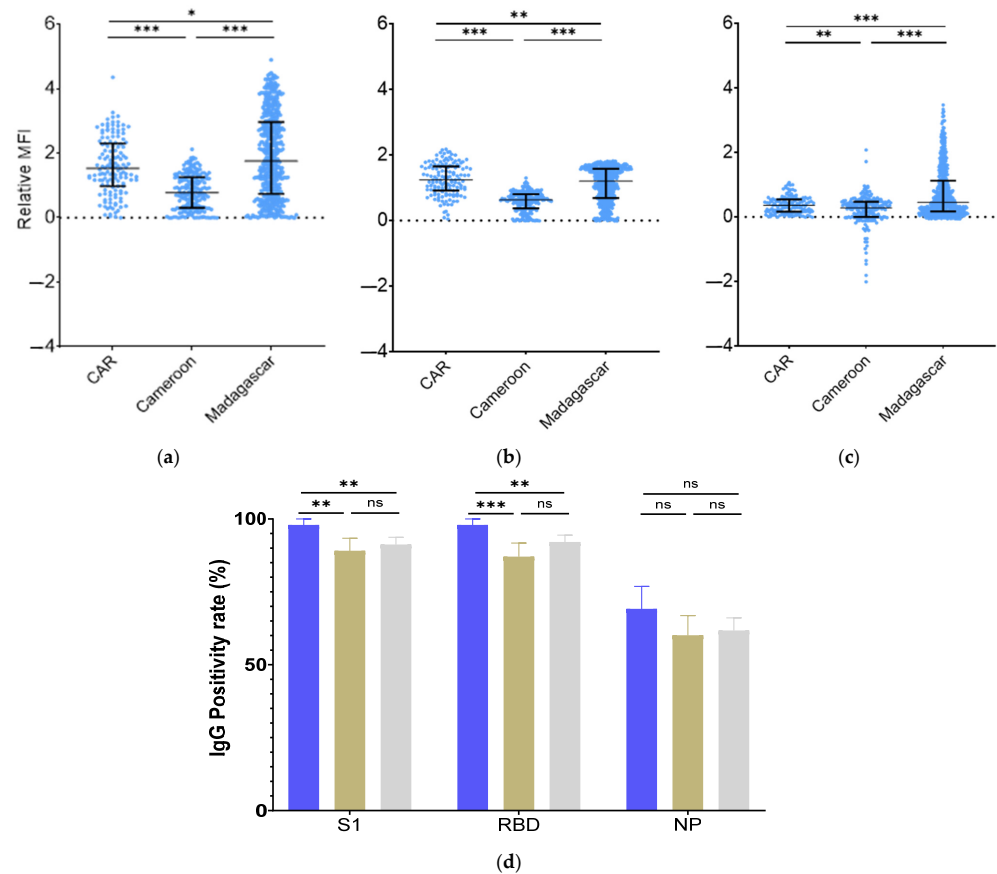 * ** ***
*** *** *** *** ** ***
6 6 6
4 4 4
2 2 2
0 0 0
−2 −2 −2
−4 −4 −4
Relative MFI
CAR Cameroon Madagascar CAR Cameroon Madagascar CAR Cameroon Madagascar
(a) (b) (c)
** ** ns
** ns *** ns ns ns
100
50
0
IgG Positivity rate (%)
S1 RBD NP
(d)